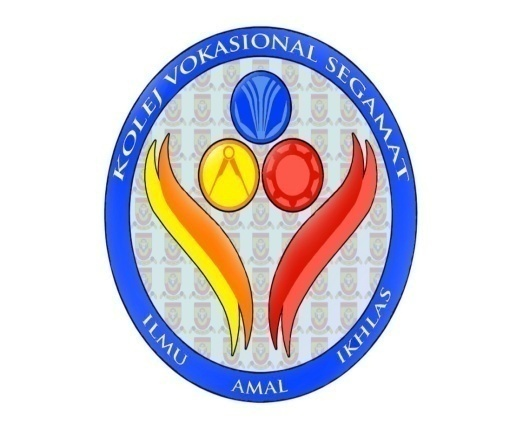 KOLEJ VOKASIONAL SEGAMAT
ILMU
AMAL
IKHLAS